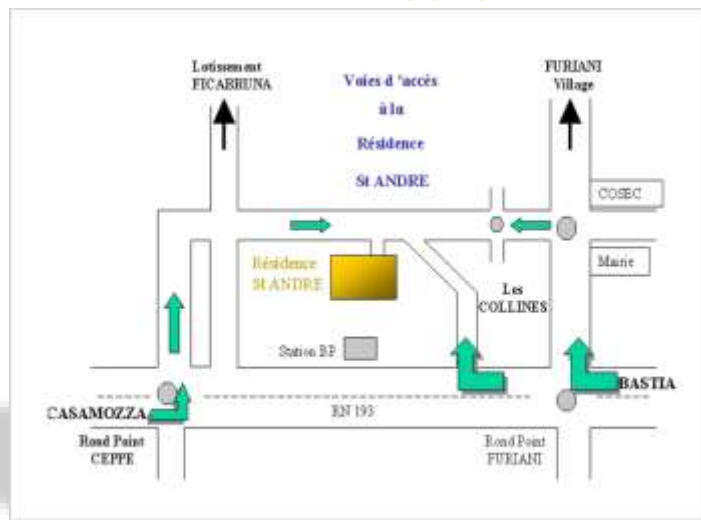 Lotissement
FICABRUNA
Voies d 'accès
à la
Résidence
St ANDRE
FURIANI
Village
COSEC
Mairie
Résidence
St ANDRE
Les
COLLINES
Station BP
BASTIA
CASAMOZZA
RN 193
Rond Point
CEPPE
Rond Point
FURIANI